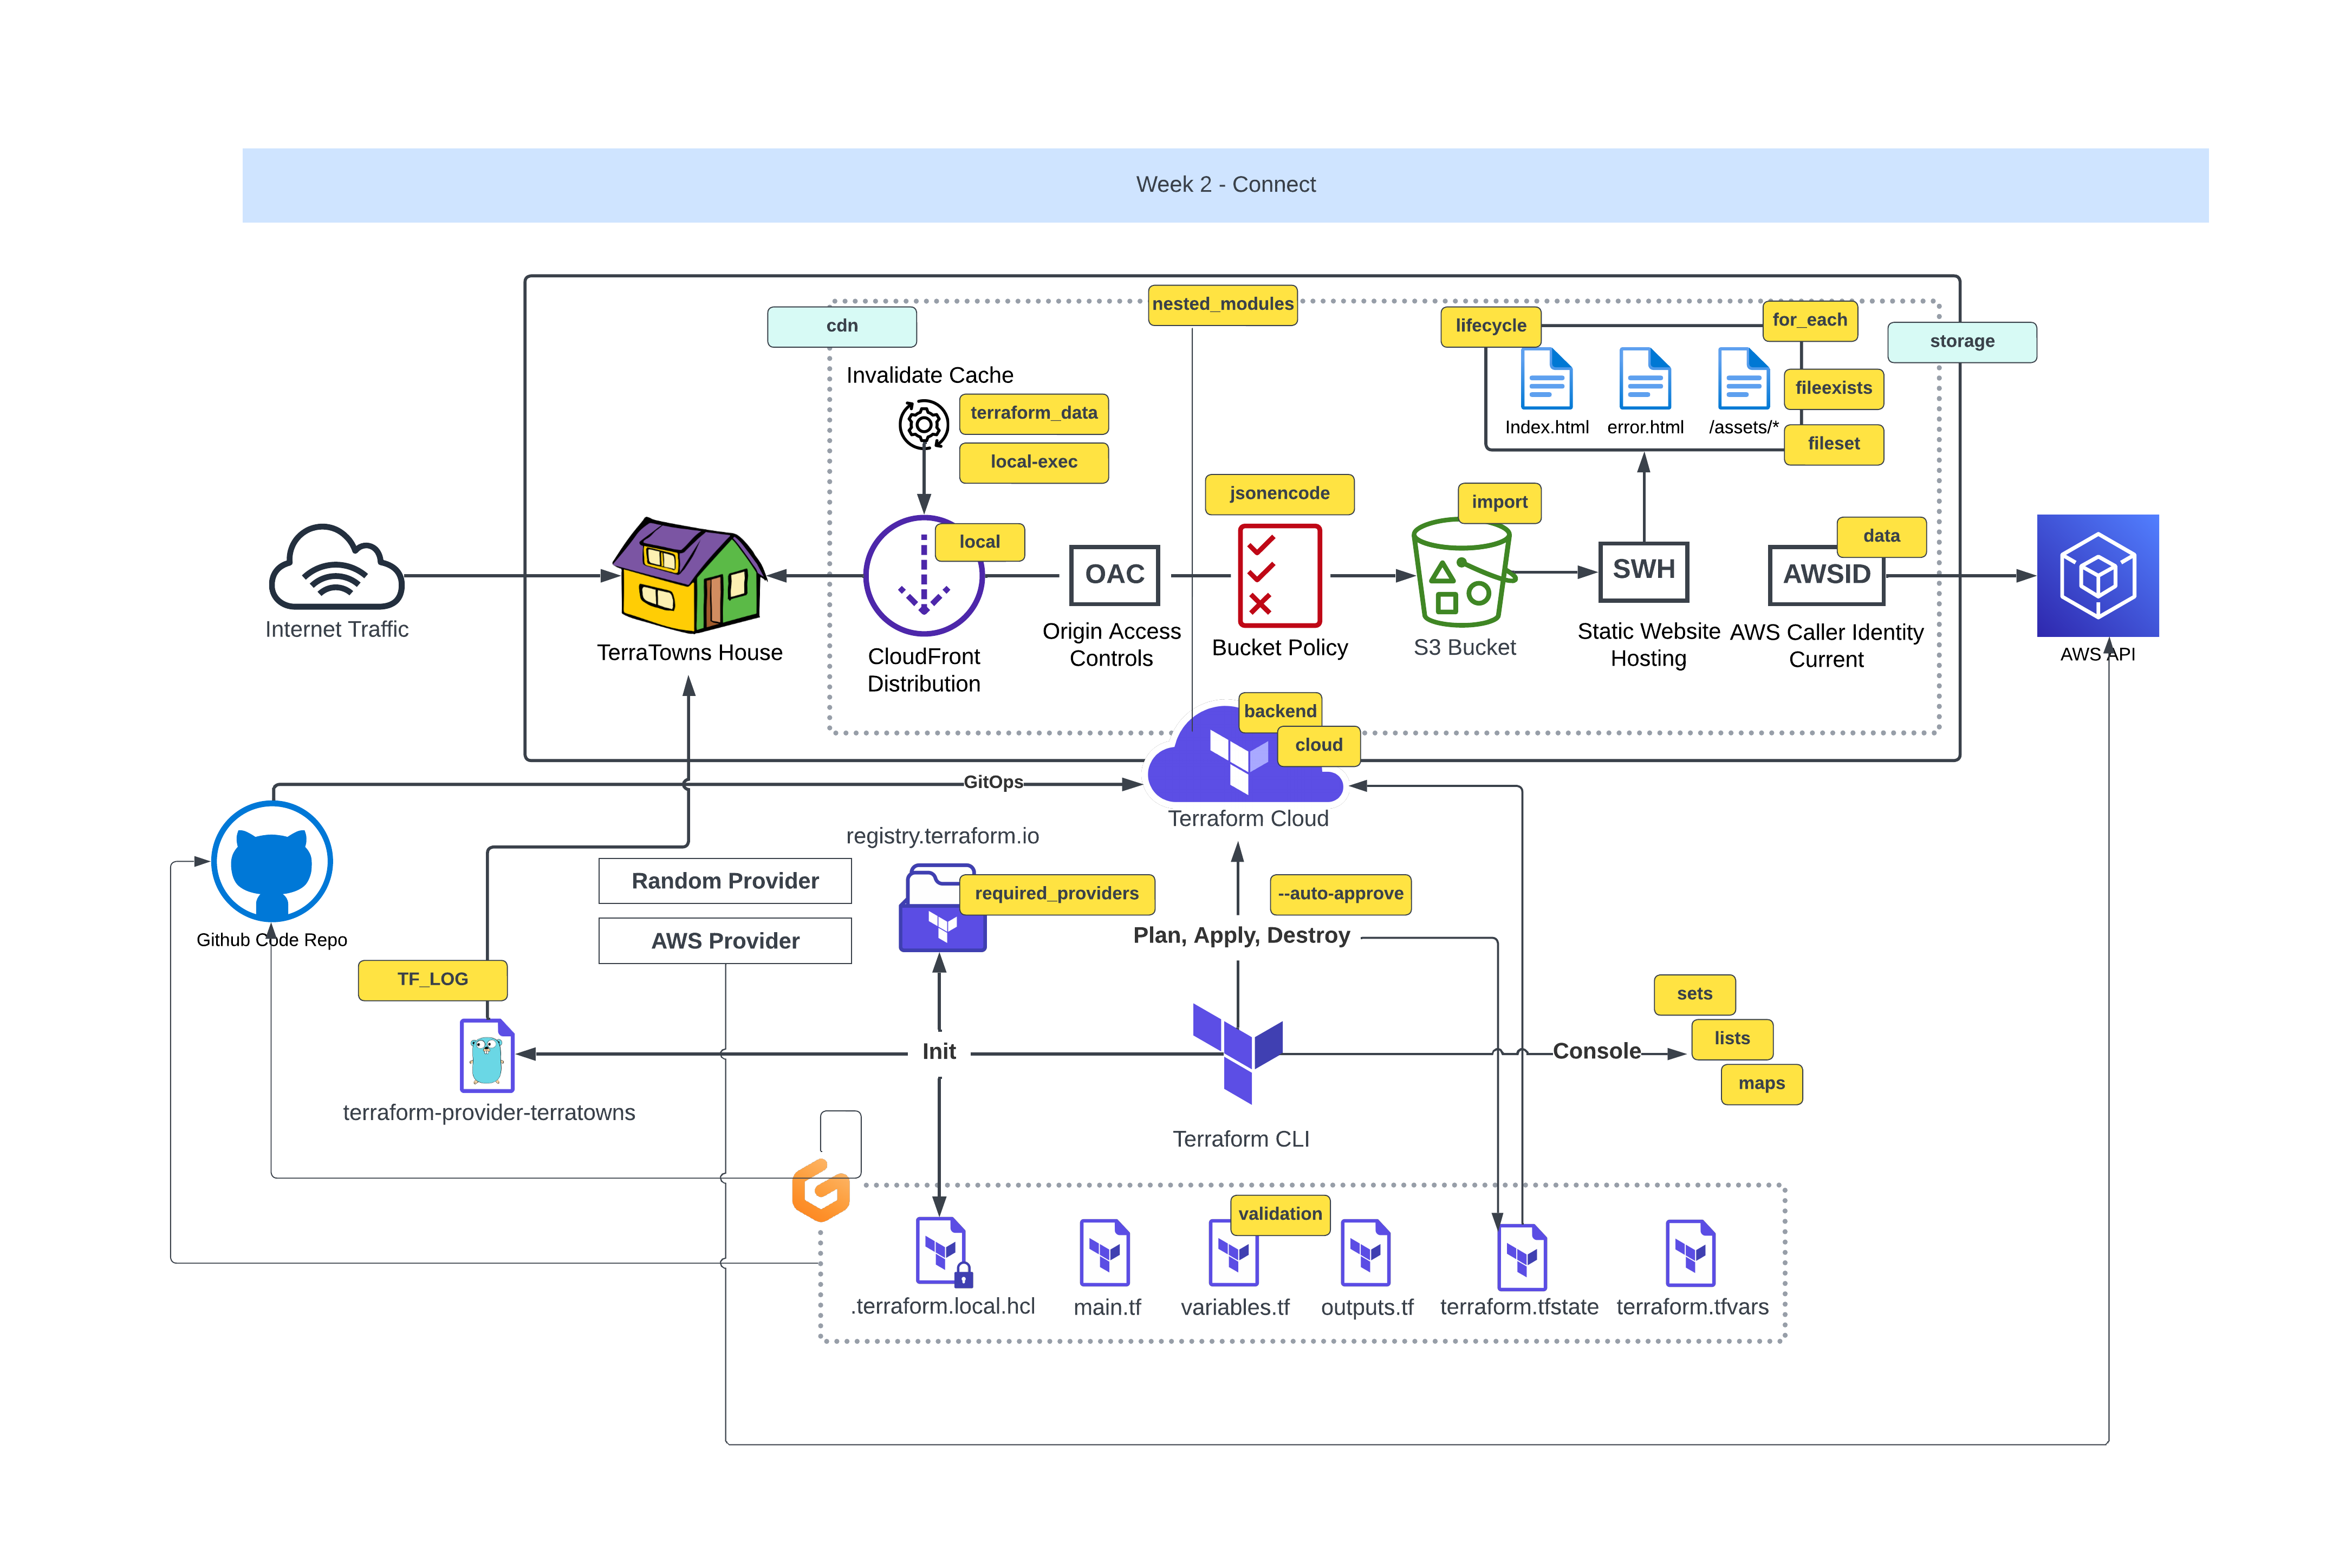 Week 2 - Connect
nested_modules
cdn
lifecycle
for_each
storage
Invalidate Cache
terraform_data
local-exec
fileexists
fileset
Index.html
error.html
/assets/*
jsonencode
import
local
data
OAC
SWH
AWSID
Internet Traffic
TerraTowns House
CloudFront
Distribution
Origin Access
Controls
Bucket Policy
S3 Bucket
Static Website
Hosting
AWS Caller Identity
Current
AWS API
backend
cloud
GitOps
Terraform Cloud
registry.terraform.io
Random Provider
AWS Provider
required_providers
--auto-approve
Plan, Apply, Destroy
Github Code Repo
TF_LOG
sets
lists
maps
Init
Console
terraform-provider-terratowns
Terraform CLI
validation
.terraform.local.hcl
main.tf
variables.tf
outputs.tf
terraform.tfstate
terraform.tfvars